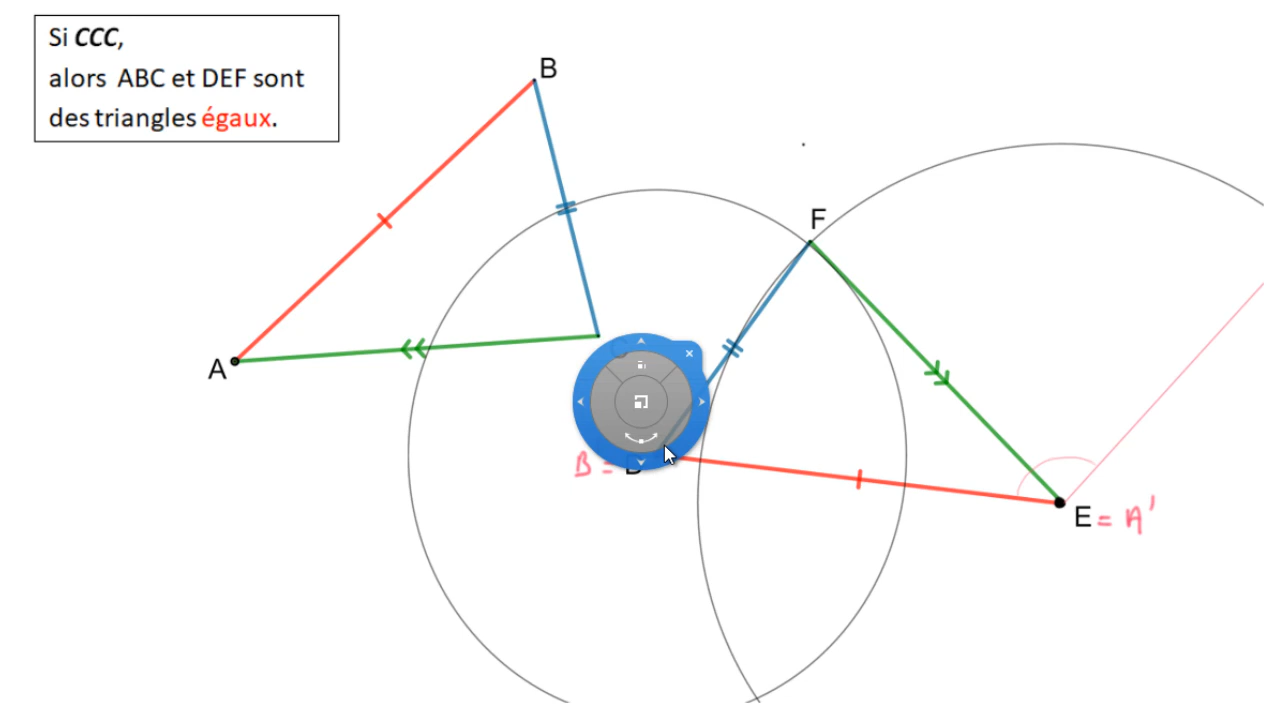 Si CCC,
alors ABC et DEF sont
des triangles égaux.
B
F
A
C
B = D
E = A'